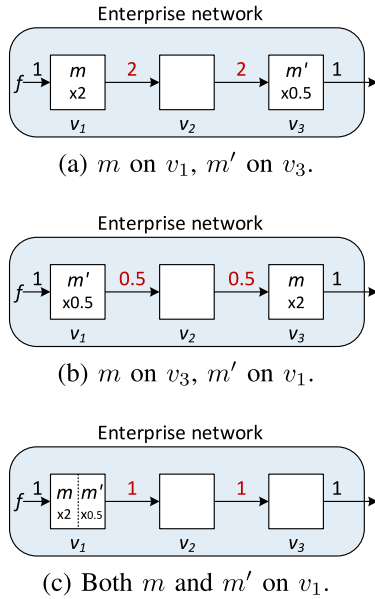 Enterprise network
f 1 m x2 2 2 m' x0.5 1
v1 v2 v3
(a) m on v1, m′ on v3.
Enterprise network
f 1 m' x0.5 0.5 0.5 m x2 1
v1 v2 v3
(b) m on v3, m′ on v1.
Enterprise network
f 1 m x2 m' x0.5 1 1 1
v1 v2 v3
(c) Both m and m′ on v1.